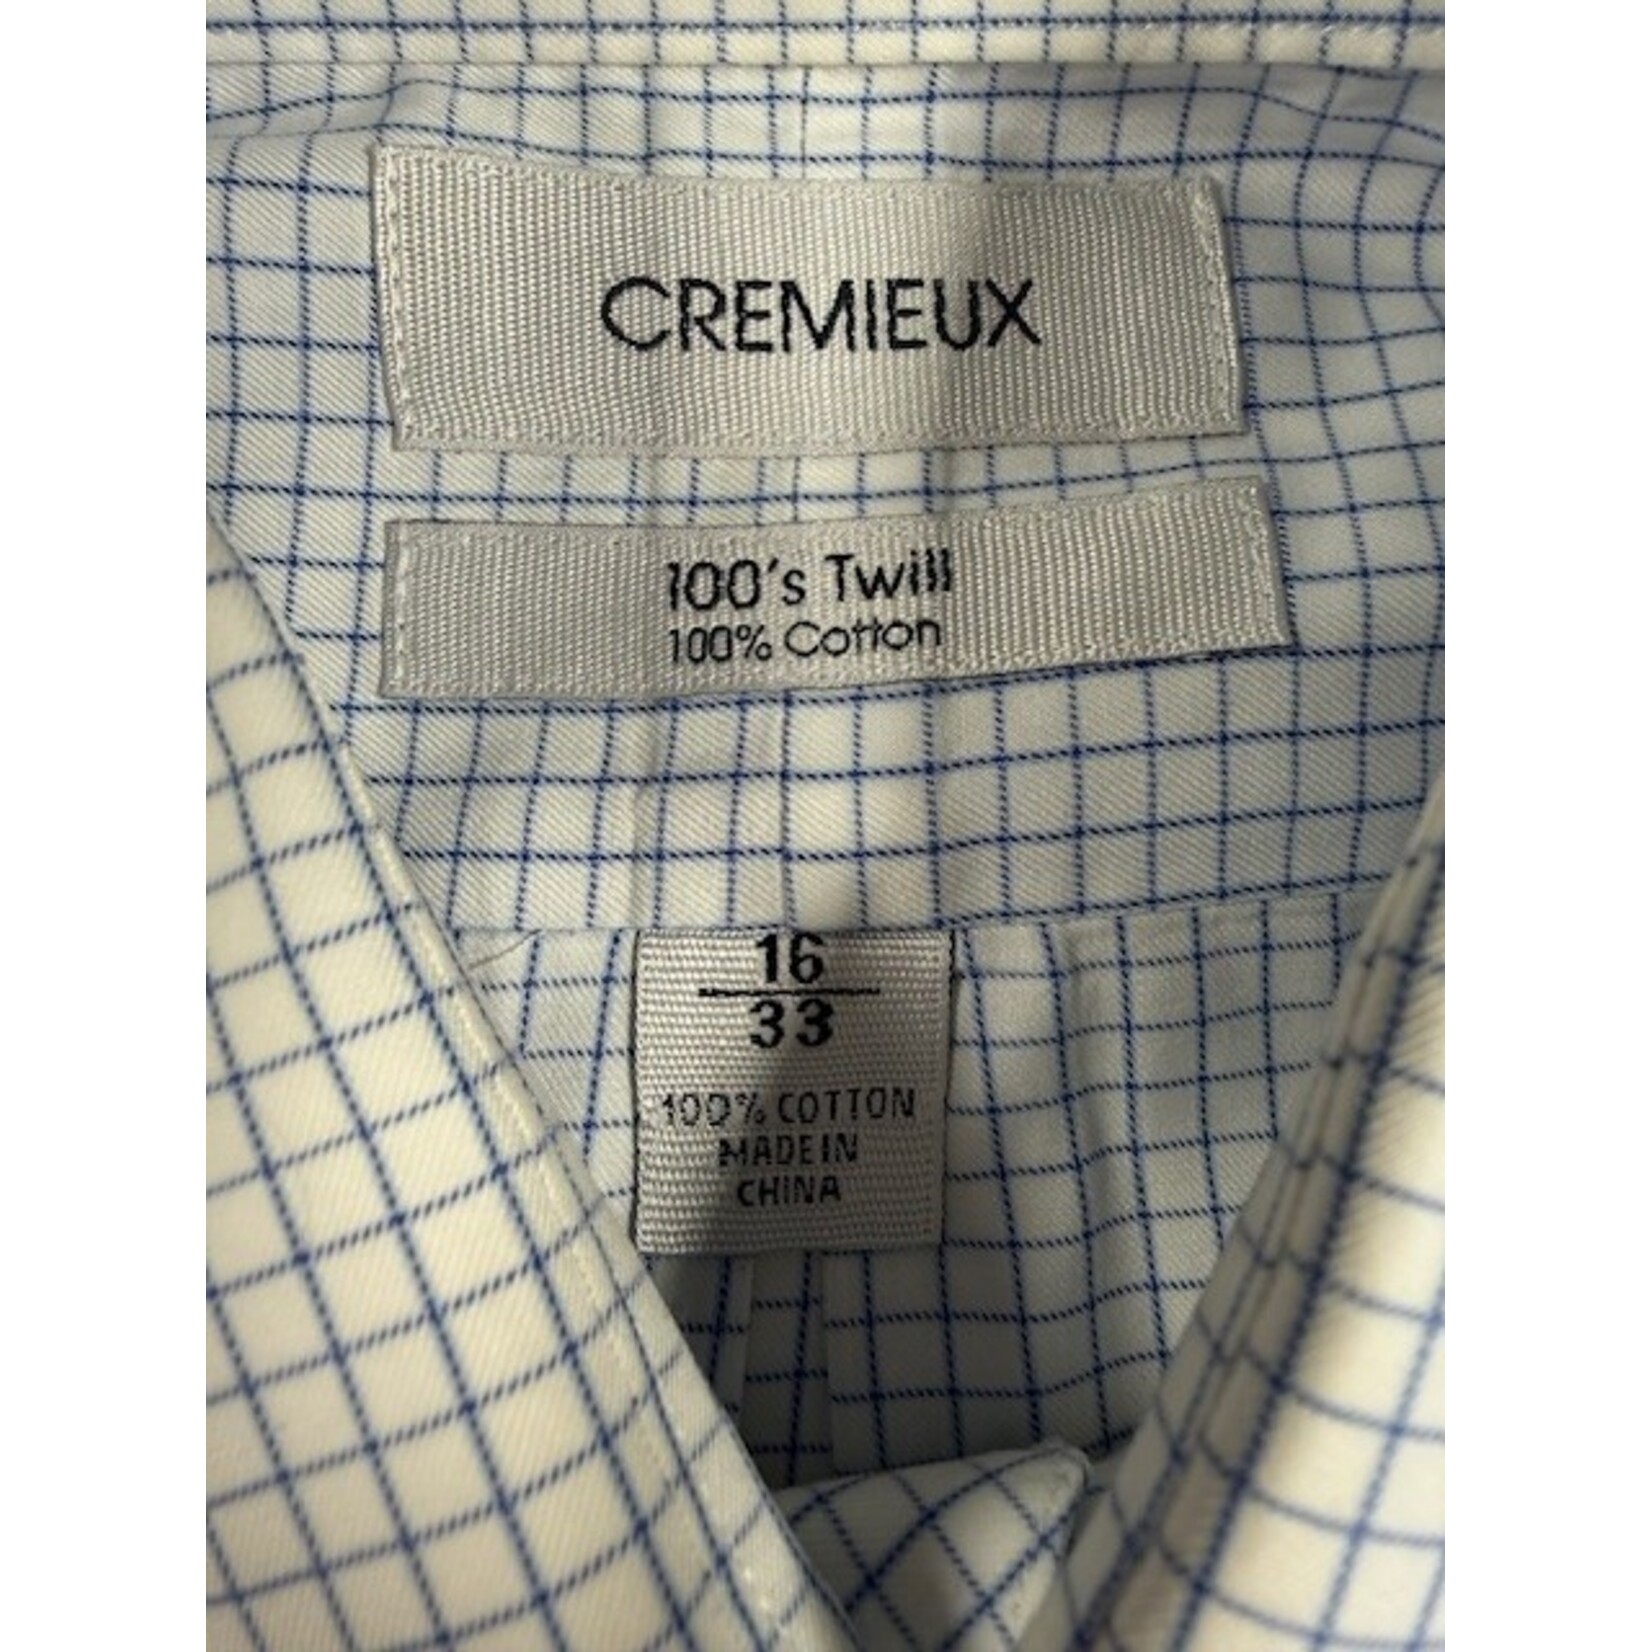 CREMIEUX
100's Twill
100% Cotton
16
33
100% COTTON
MADE IN
CHINA